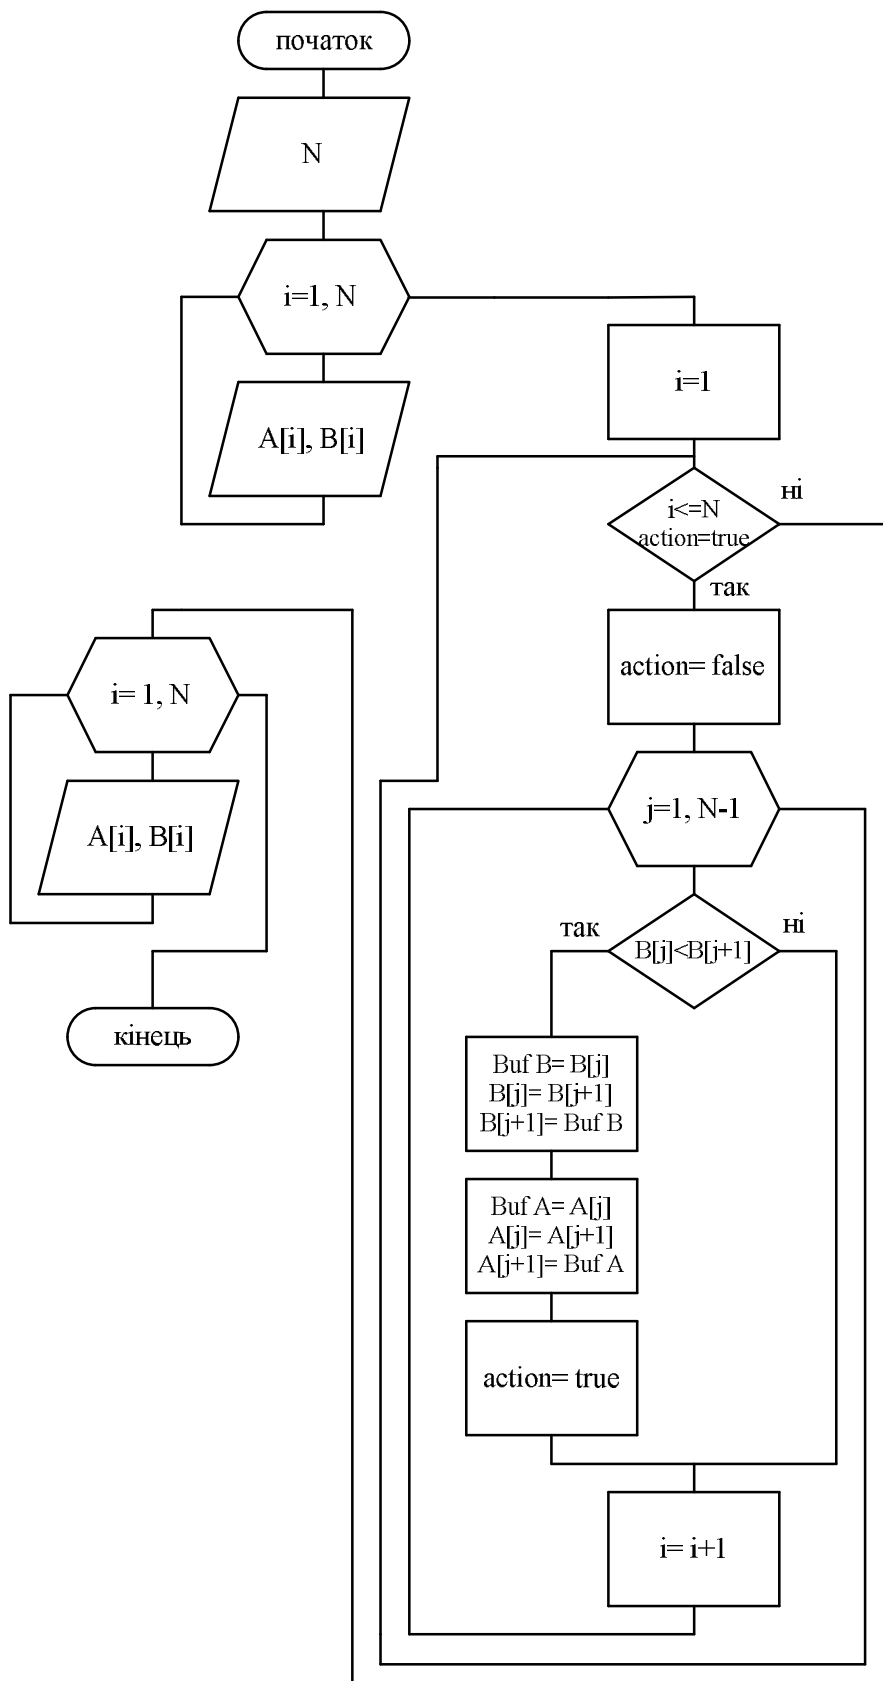 початок
N
i=1, N
A[i], B[i]
i=1
i<=N
action=true
ні
так
action= false
j=1, N-1
B[j]<B[j+1]
так
ні
Buf B= B[j]
B[j]= B[j+1]
B[j+1]= Buf B
Buf A= A[j]
A[j]= A[j+1]
A[j+1]= Buf A
action= true
i= i+1
i= 1, N
A[i], B[i]
кінець